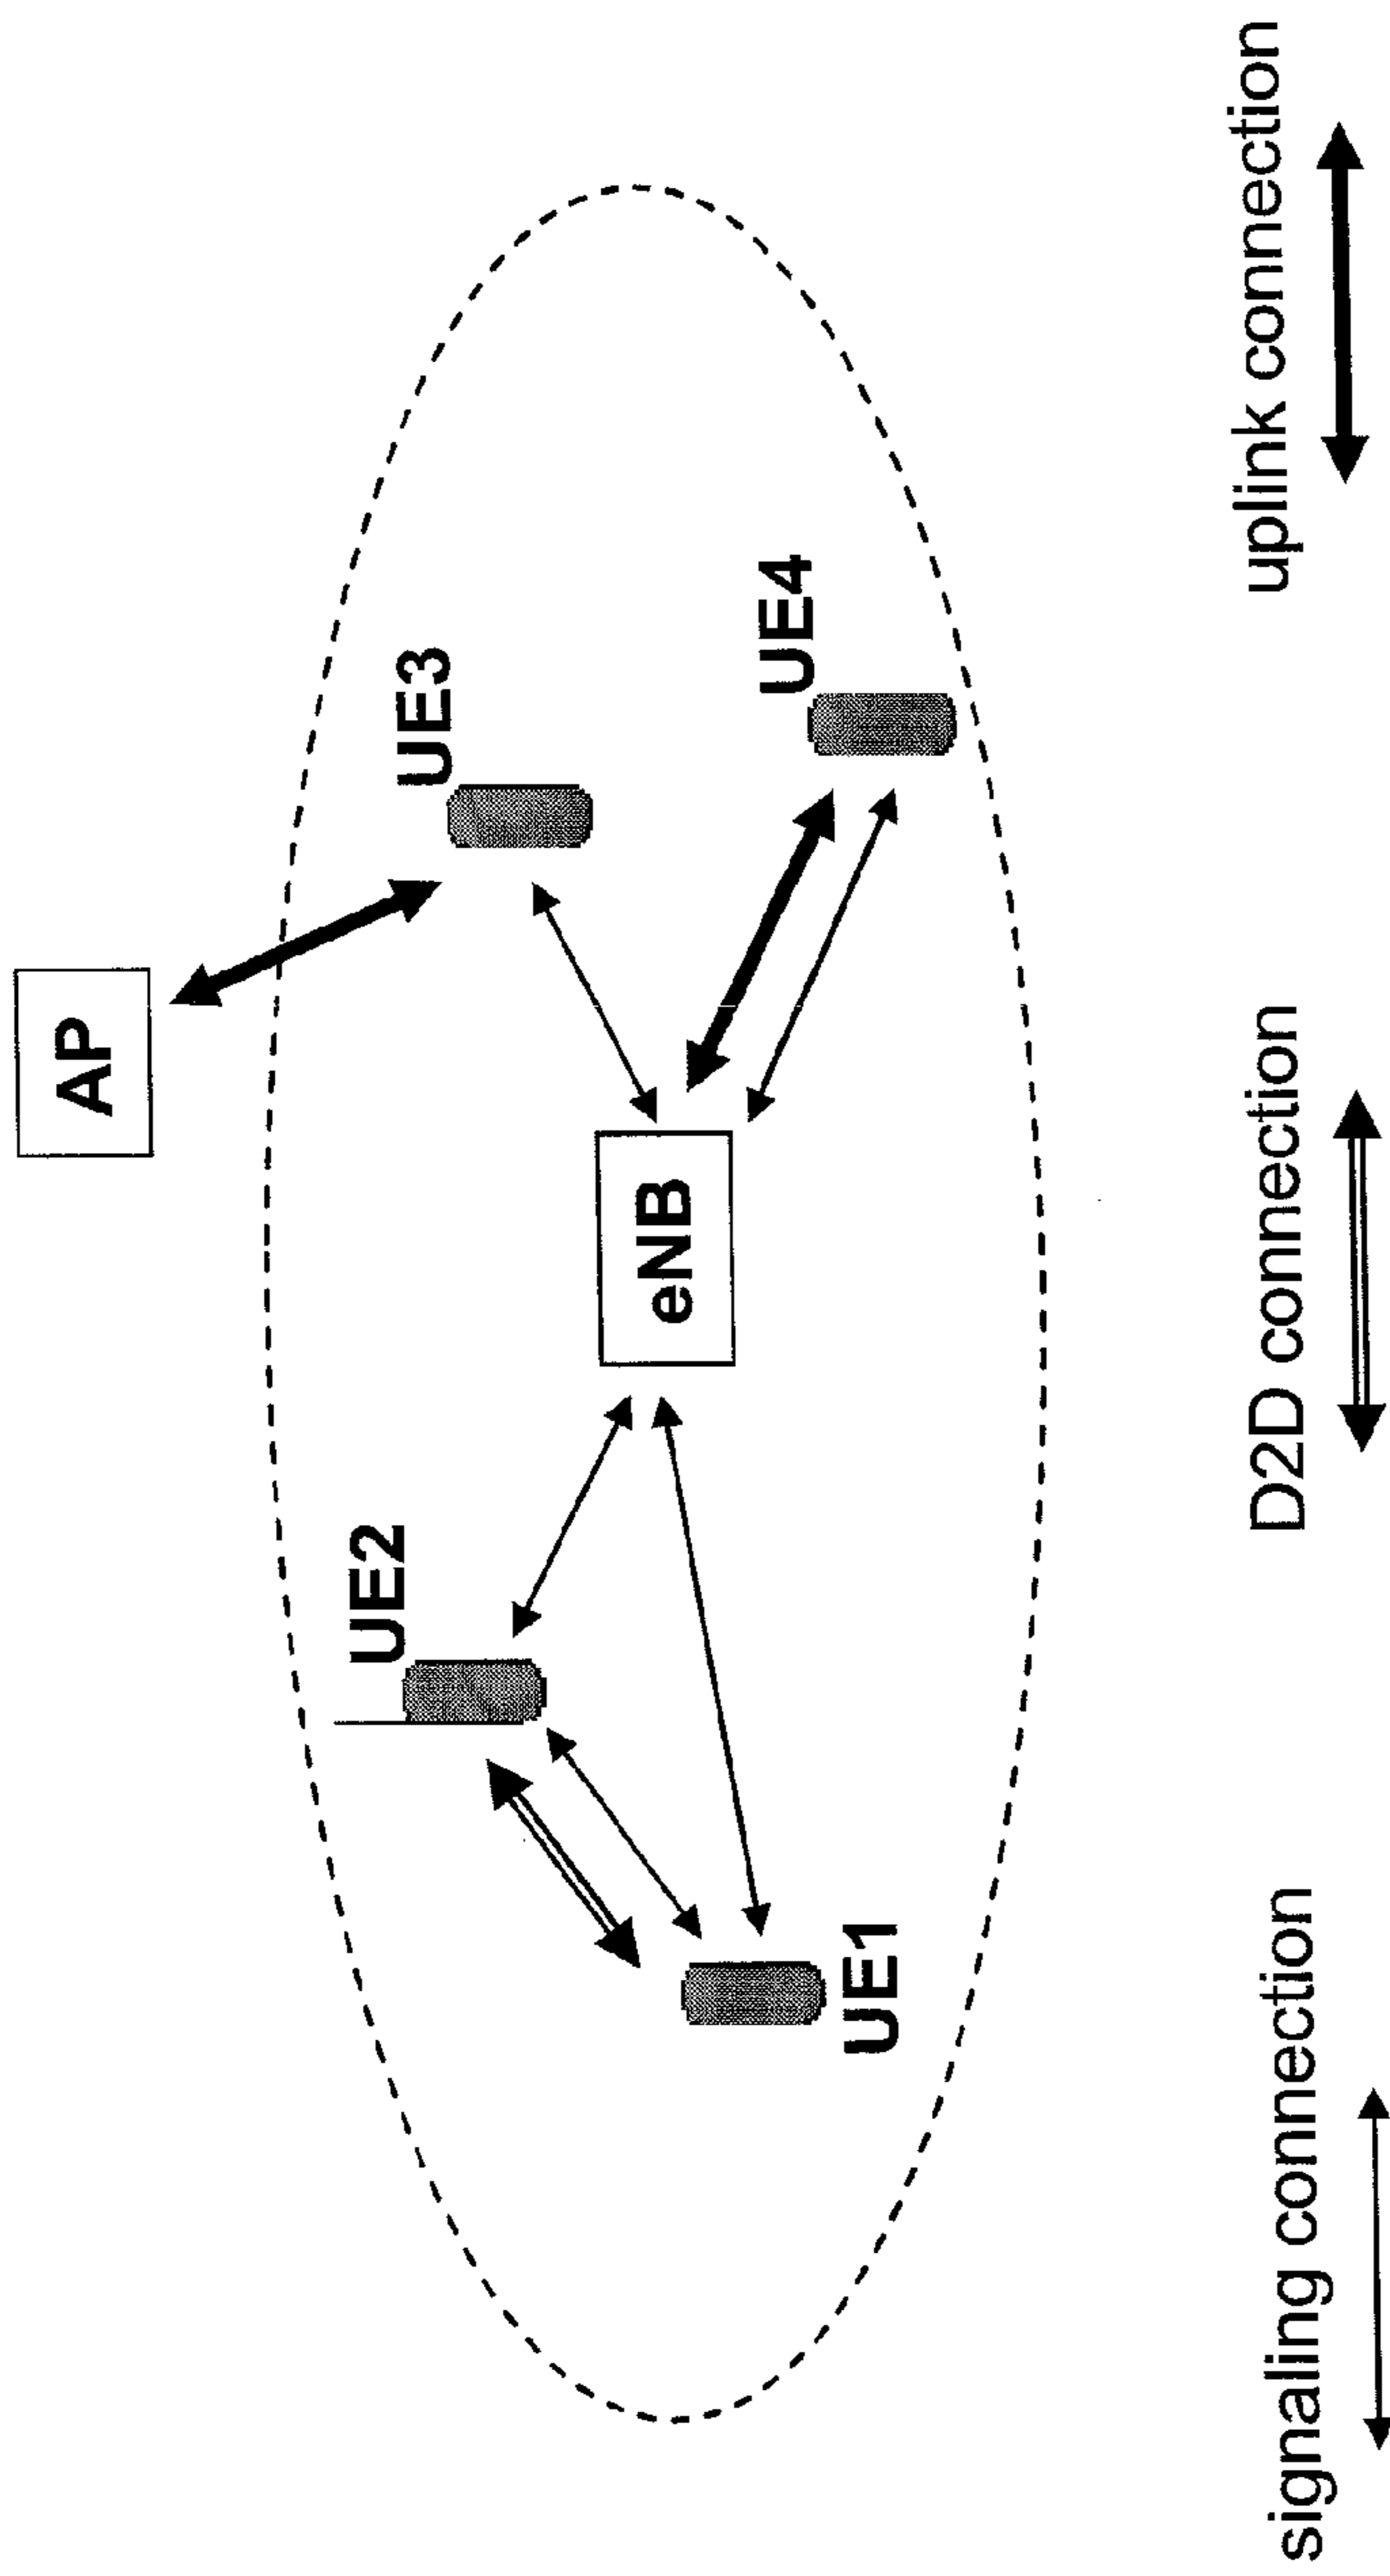 AP
UE3
UE2
UE4
eNB
UE1
signaling connection
D2D connection
uplink connection